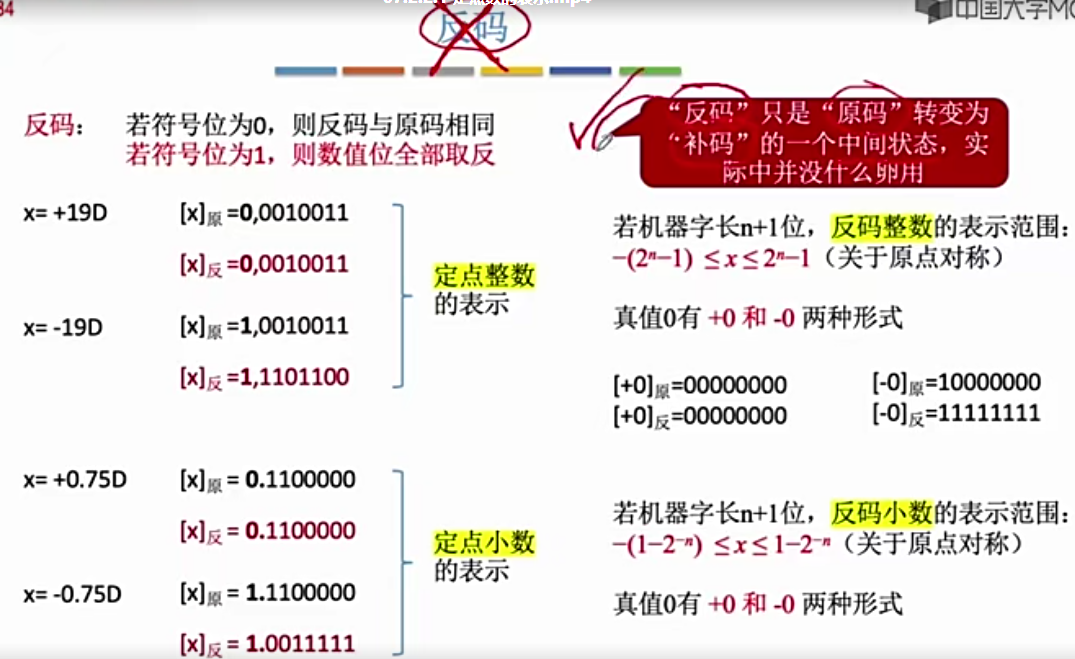 34
反码
中国大学MO
反码： 若符号位为0，则反码与原码相同
若符号位为1，则数值位全部取反
“反码”只是“原码”转变为
“补码”的一个中间状态，实
际中并没什么卵用
x= +19D [x]原 =0,0010011
[x]反 =0,0010011
x= -19D [x]原 =1,0010011
[x]反 =1,1101100
定点整数
的表示
若机器字长n+1位，反码整数的表示范围：
−(2ⁿ−1) ≤ x ≤ 2ⁿ−1（关于原点对称）
真值0有 +0 和 -0 两种形式
[+0]原=00000000 [-0]原=10000000
[+0]反=00000000 [-0]反=11111111
x= +0.75D [x]原 = 0.1100000
[x]反 = 0.1100000
x= -0.75D [x]原 = 1.1100000
[x]反 = 1.0011111
定点小数
的表示
若机器字长n+1位，反码小数的表示范围：
−(1−2⁻ⁿ) ≤ x ≤ 1−2⁻ⁿ（关于原点对称）
真值0有 +0 和 -0 两种形式